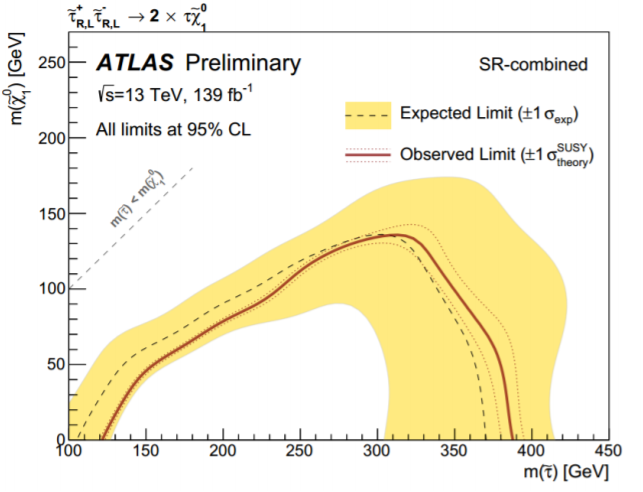 τ̃⁺R,L τ̃⁻R,L → 2 × τχ̃⁰₁
m(χ̃⁰₁) [GeV]
ATLAS Preliminary
SR-combined
√s=13 TeV, 139 fb⁻¹
All limits at 95% CL
Expected Limit (±1 σexp)
Observed Limit (±1 σSUSY theory)
m(τ̃) < m(χ̃⁰₁)
250
200
150
100
50
0
100 150 200 250 300 350 400 450
m(τ̃) [GeV]